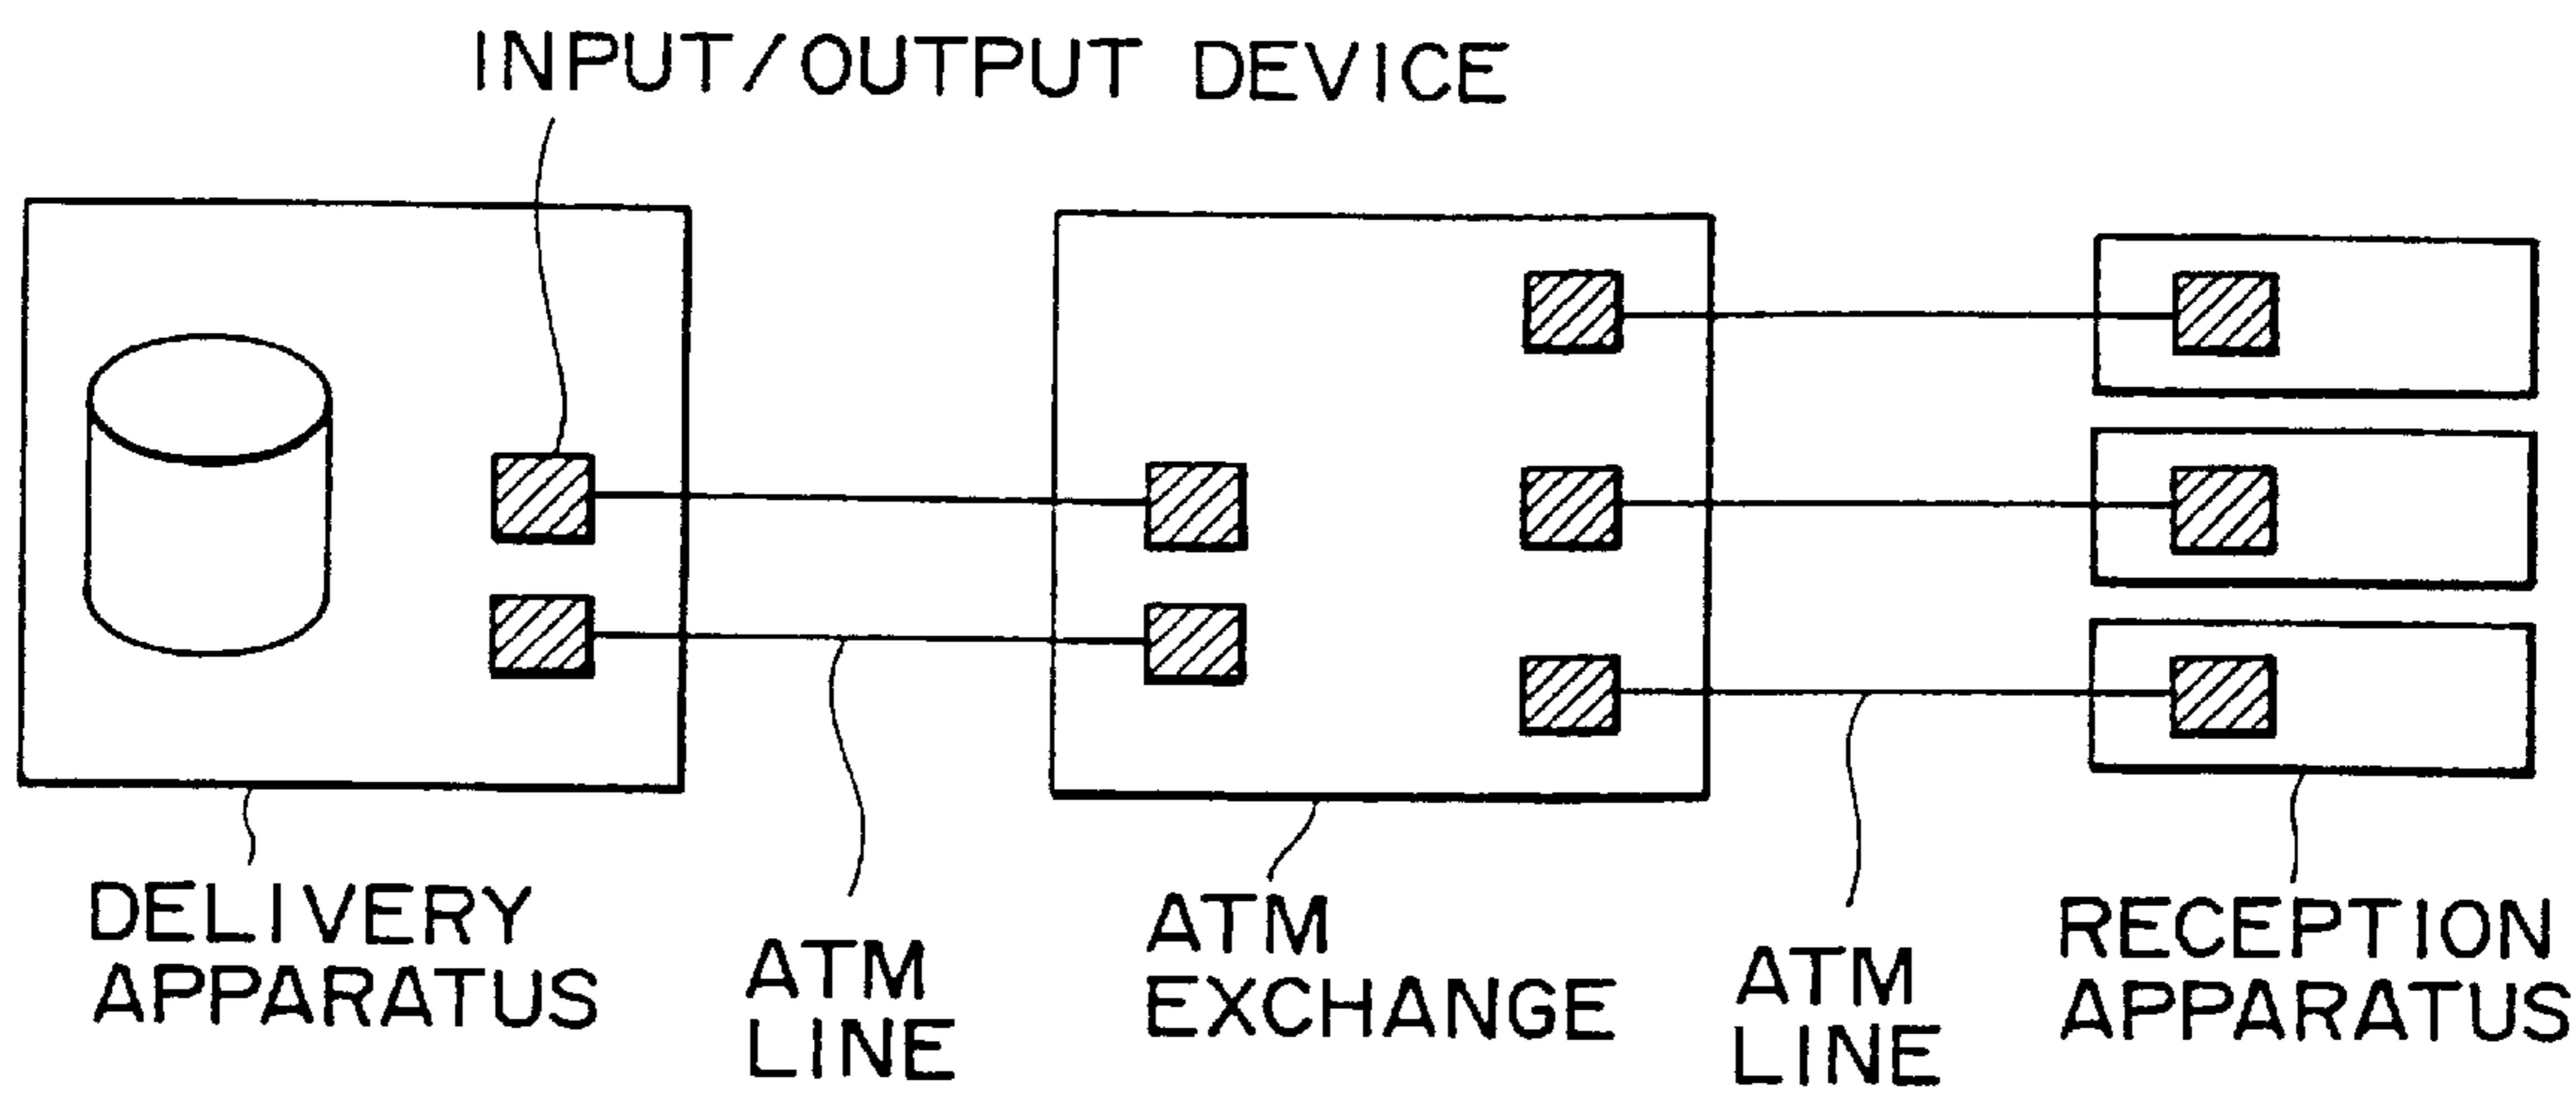 INPUT/OUTPUT DEVICE
DELIVERY
APPARATUS
ATM
LINE
ATM
EXCHANGE
ATM
LINE
RECEPTION
APPARATUS